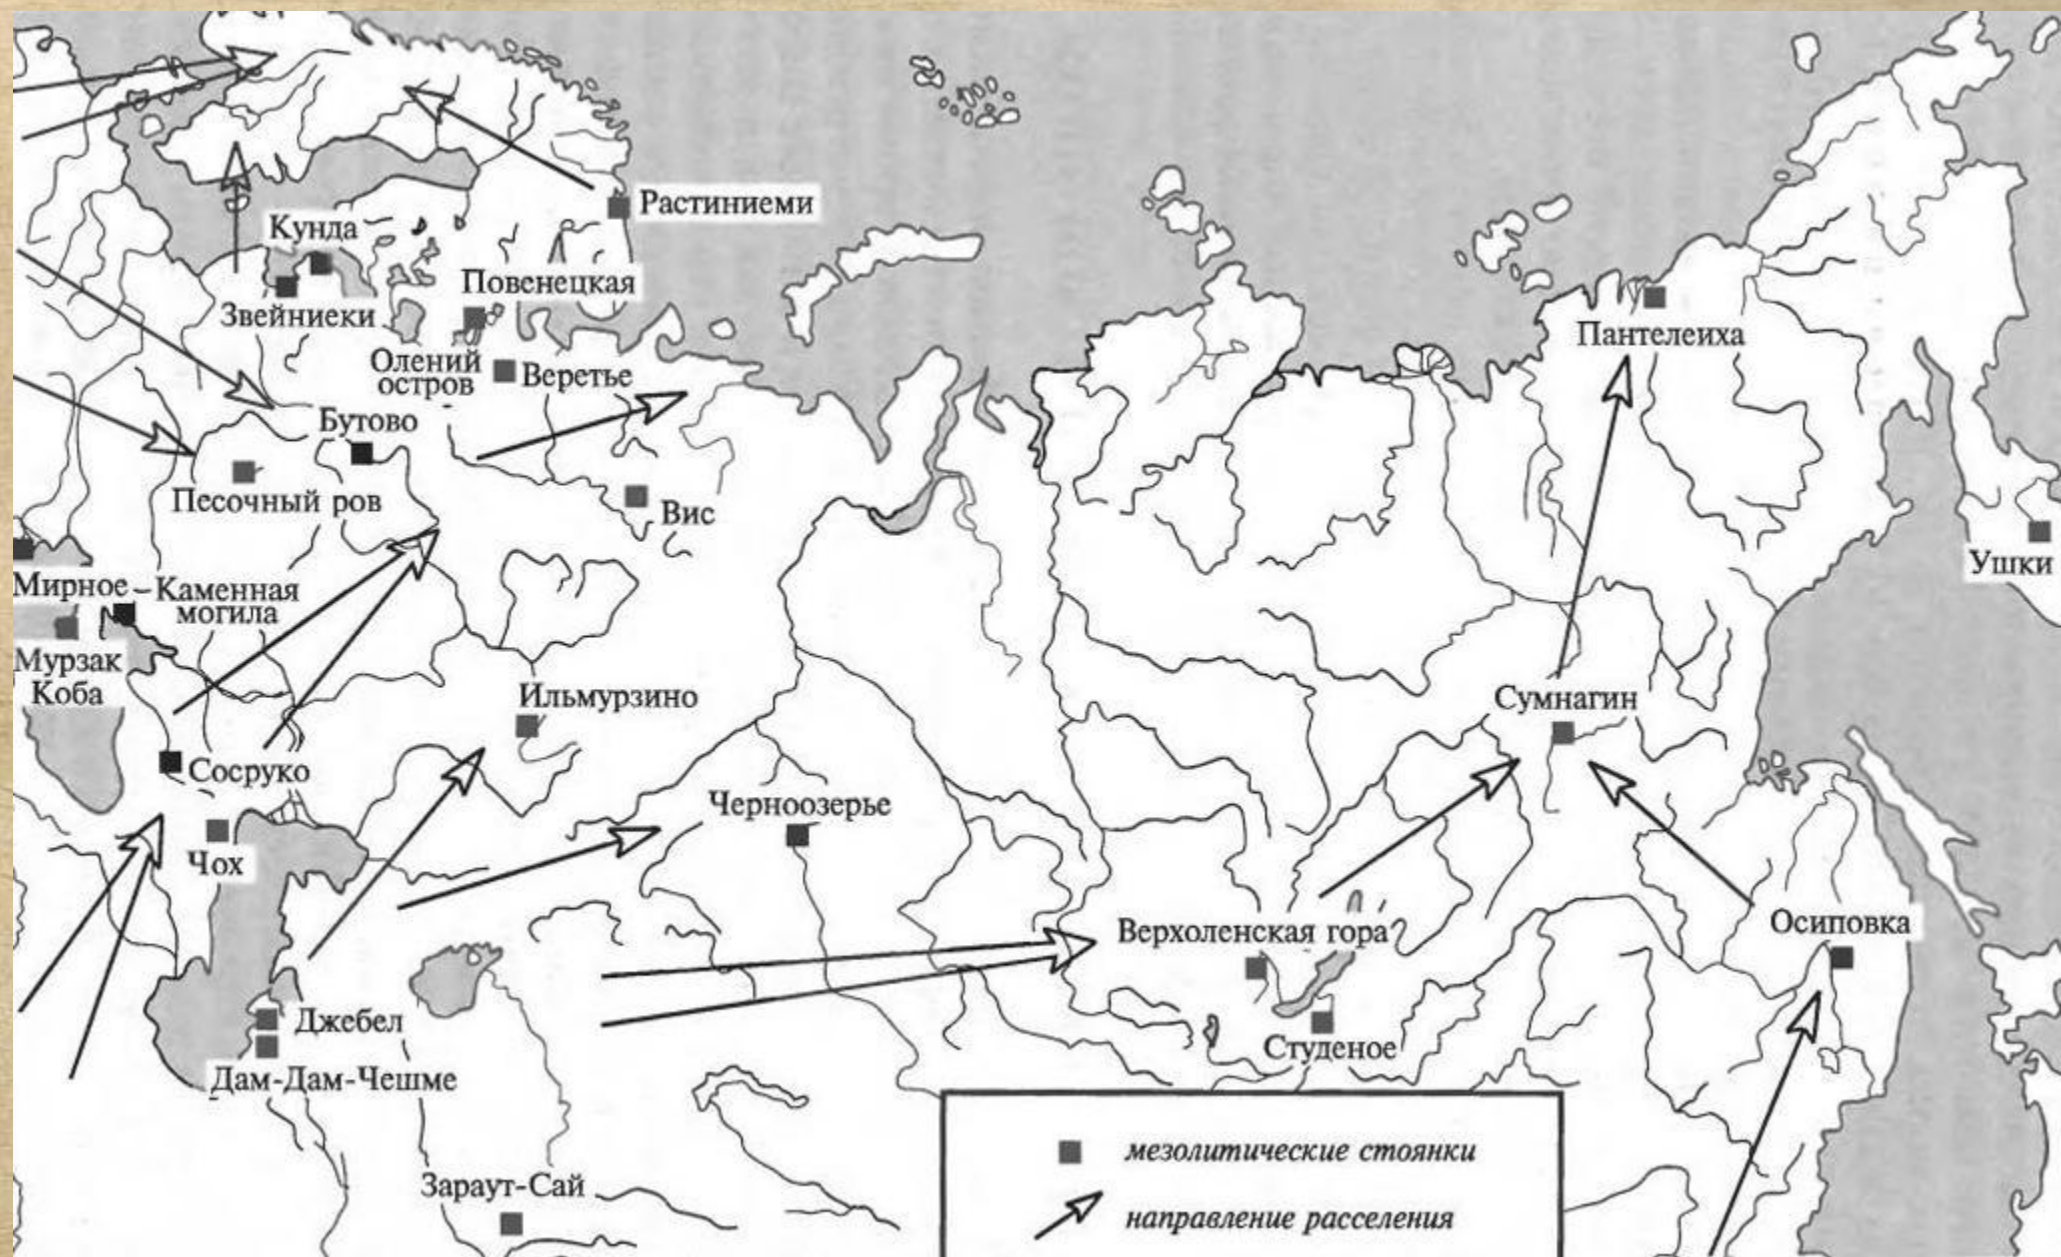 Растиниеми
Кунда
Повенецкая
Звейниеки
Пантелеиха
Олений
остров
Веретье
Бутово
Песочный ров
Вис
Ушки
Мирное
Каменная
могила
Мурзак
Коба
Ильмурзино
Сумнагин
Сосруко
Черноозерье
Чох
Верхоленская гора
Осиповка
Джебел
Студеное
Дам-Дам-Чешме
мезолитические стоянки
Зараут-Сай
направление расселения